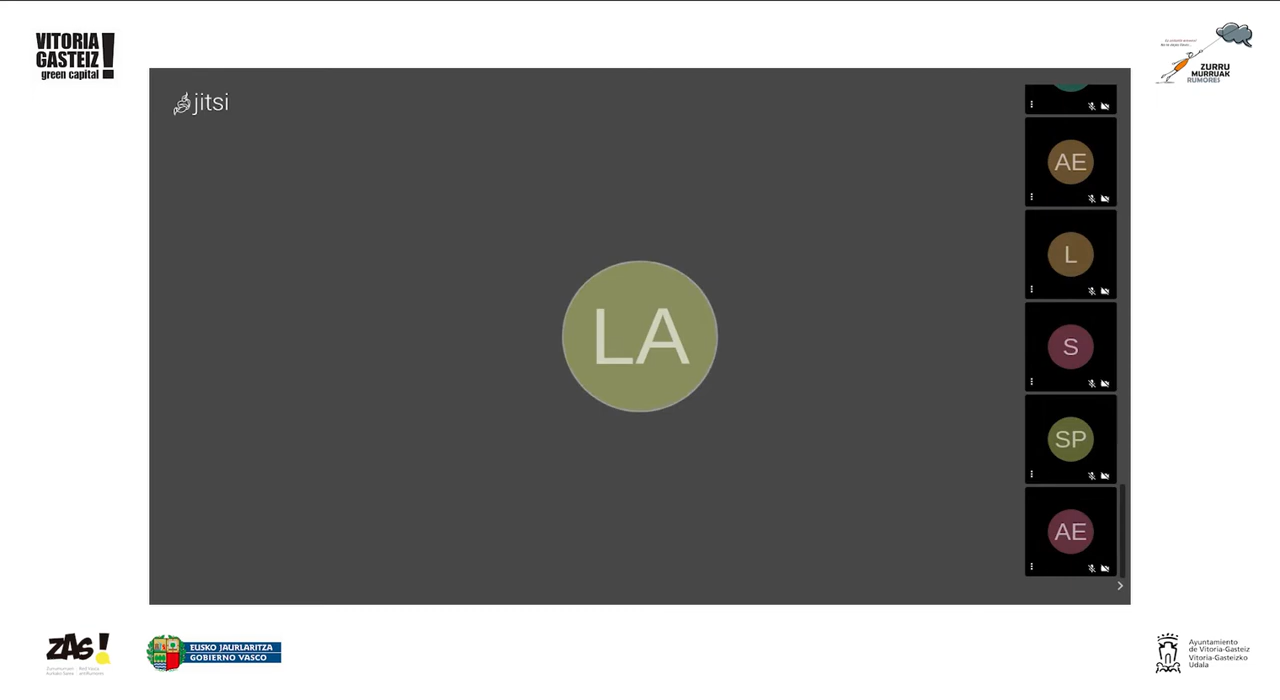 VITORIA
GASTEIZ
green capital
ZURRU
MURRUAK
RUMORES
jitsi
AE
L
S
SP
AE
LA
ZAS!
EUSKO JAURLARITZA
GOBIERNO VASCO
Ayuntamiento
de Vitoria-Gasteiz
Vitoria-Gasteizko
Udala